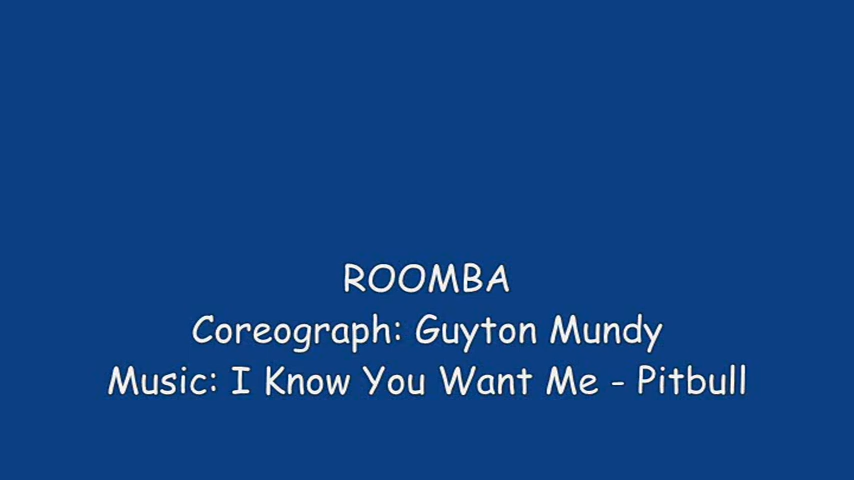 ROOMBA
Coreograph: Guyton Mundy
Music: I Know You Want Me - Pitbull